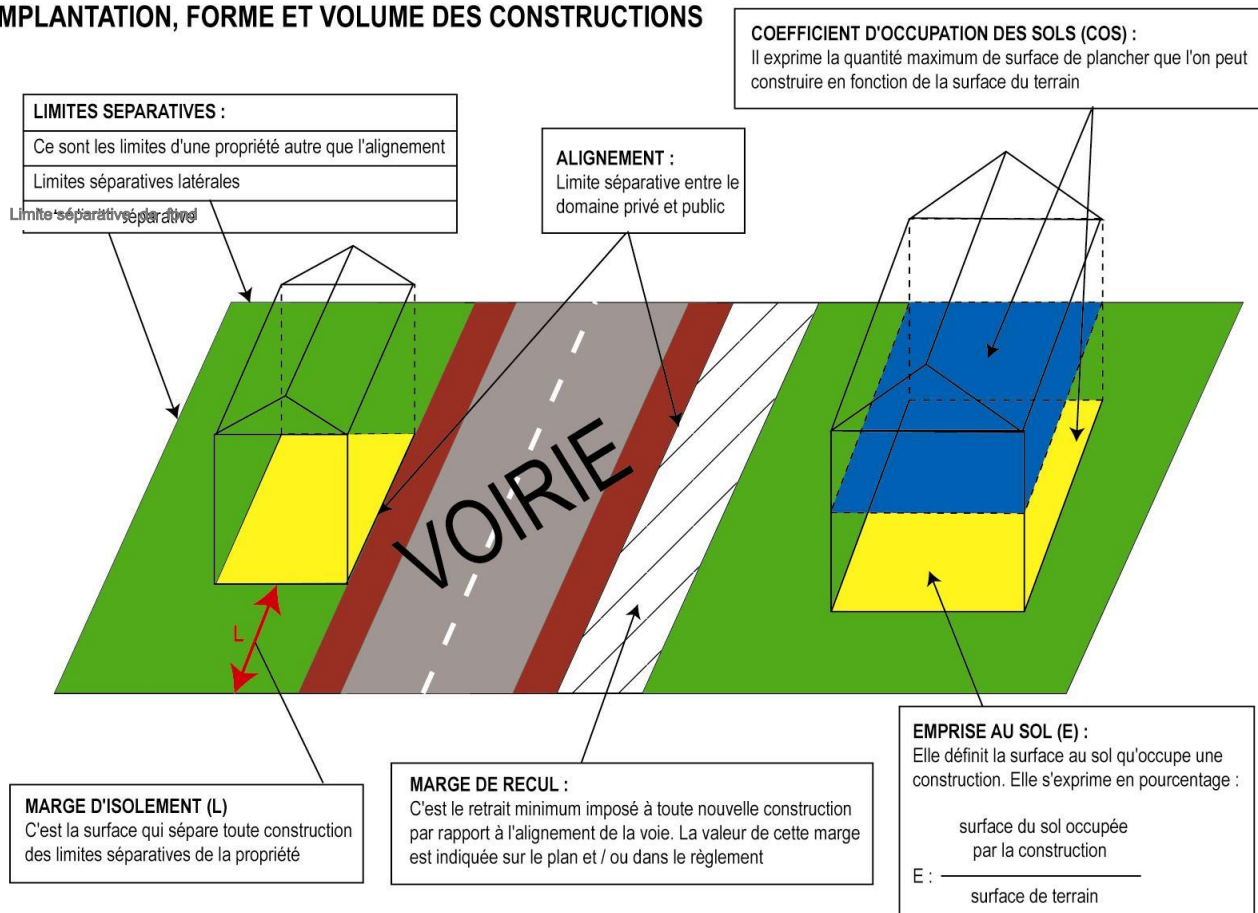 IMPLANTATION, FORME ET VOLUME DES CONSTRUCTIONS
COEFFICIENT D'OCCUPATION DES SOLS (COS) :
Il exprime la quantité maximum de surface de plancher que l'on peut
construire en fonction de la surface du terrain
LIMITES SEPARATIVES :
Ce sont les limites d'une propriété autre que l'alignement
Limites séparatives latérales
Limite séparative de fond
séparative
ALIGNEMENT :
Limite séparative entre le
domaine privé et public
VOIRIE
L
MARGE D'ISOLEMENT (L)
C'est la surface qui sépare toute construction
des limites séparatives de la propriété
MARGE DE RECUL :
C'est le retrait minimum imposé à toute nouvelle construction
par rapport à l'alignement de la voie. La valeur de cette marge
est indiquée sur le plan et / ou dans le règlement
EMPRISE AU SOL (E) :
Elle définit la surface au sol qu'occupe une
construction. Elle s'exprime en pourcentage :
surface du sol occupée
par la construction
E :
surface de terrain